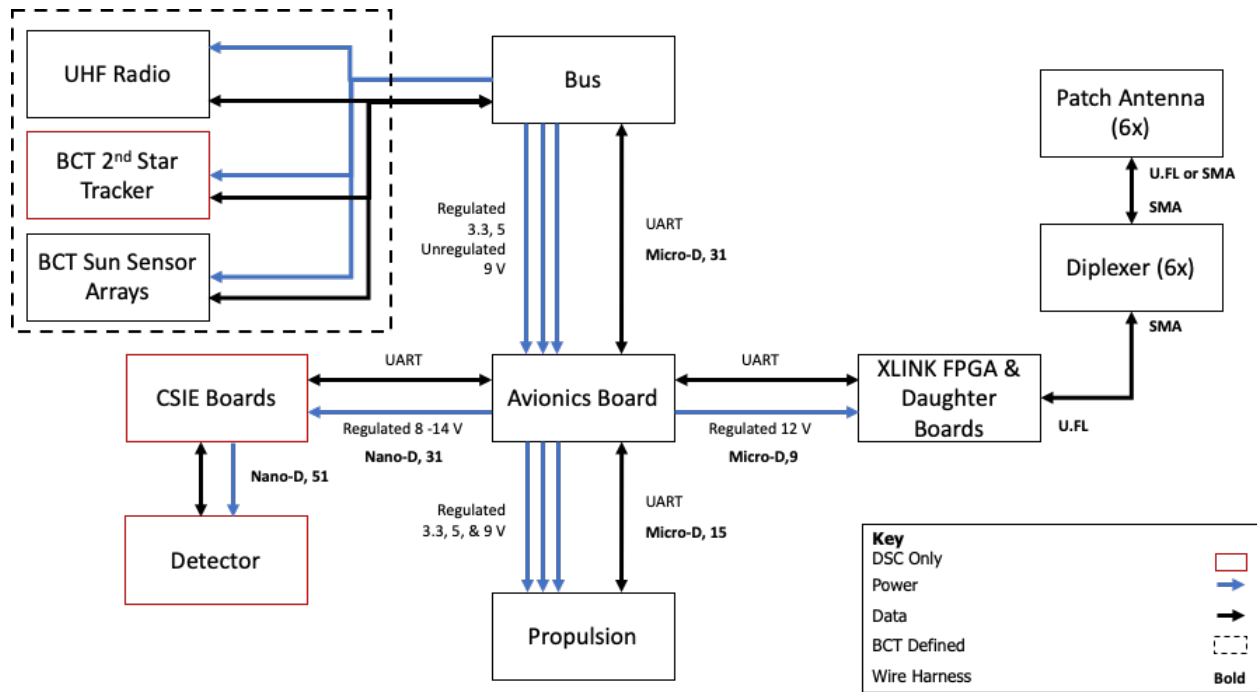 UHF Radio
BCT 2nd Star
Tracker
BCT Sun Sensor
Arrays
Bus
Patch Antenna
(6x)
U.FL or SMA
SMA
Diplexer (6x)
SMA
Regulated
3.3, 5
Unregulated
9 V
UART
Micro-D, 31
CSIE Boards
UART
Regulated 8 -14 V
Nano-D, 31
Avionics Board
UART
Regulated 12 V
Micro-D,9
XLINK FPGA &
Daughter
Boards
U.FL
Nano-D, 51
Detector
Regulated
3.3, 5, & 9 V
UART
Micro-D, 15
Propulsion
Key
DSC Only
Power
Data
BCT Defined
Wire Harness
Bold